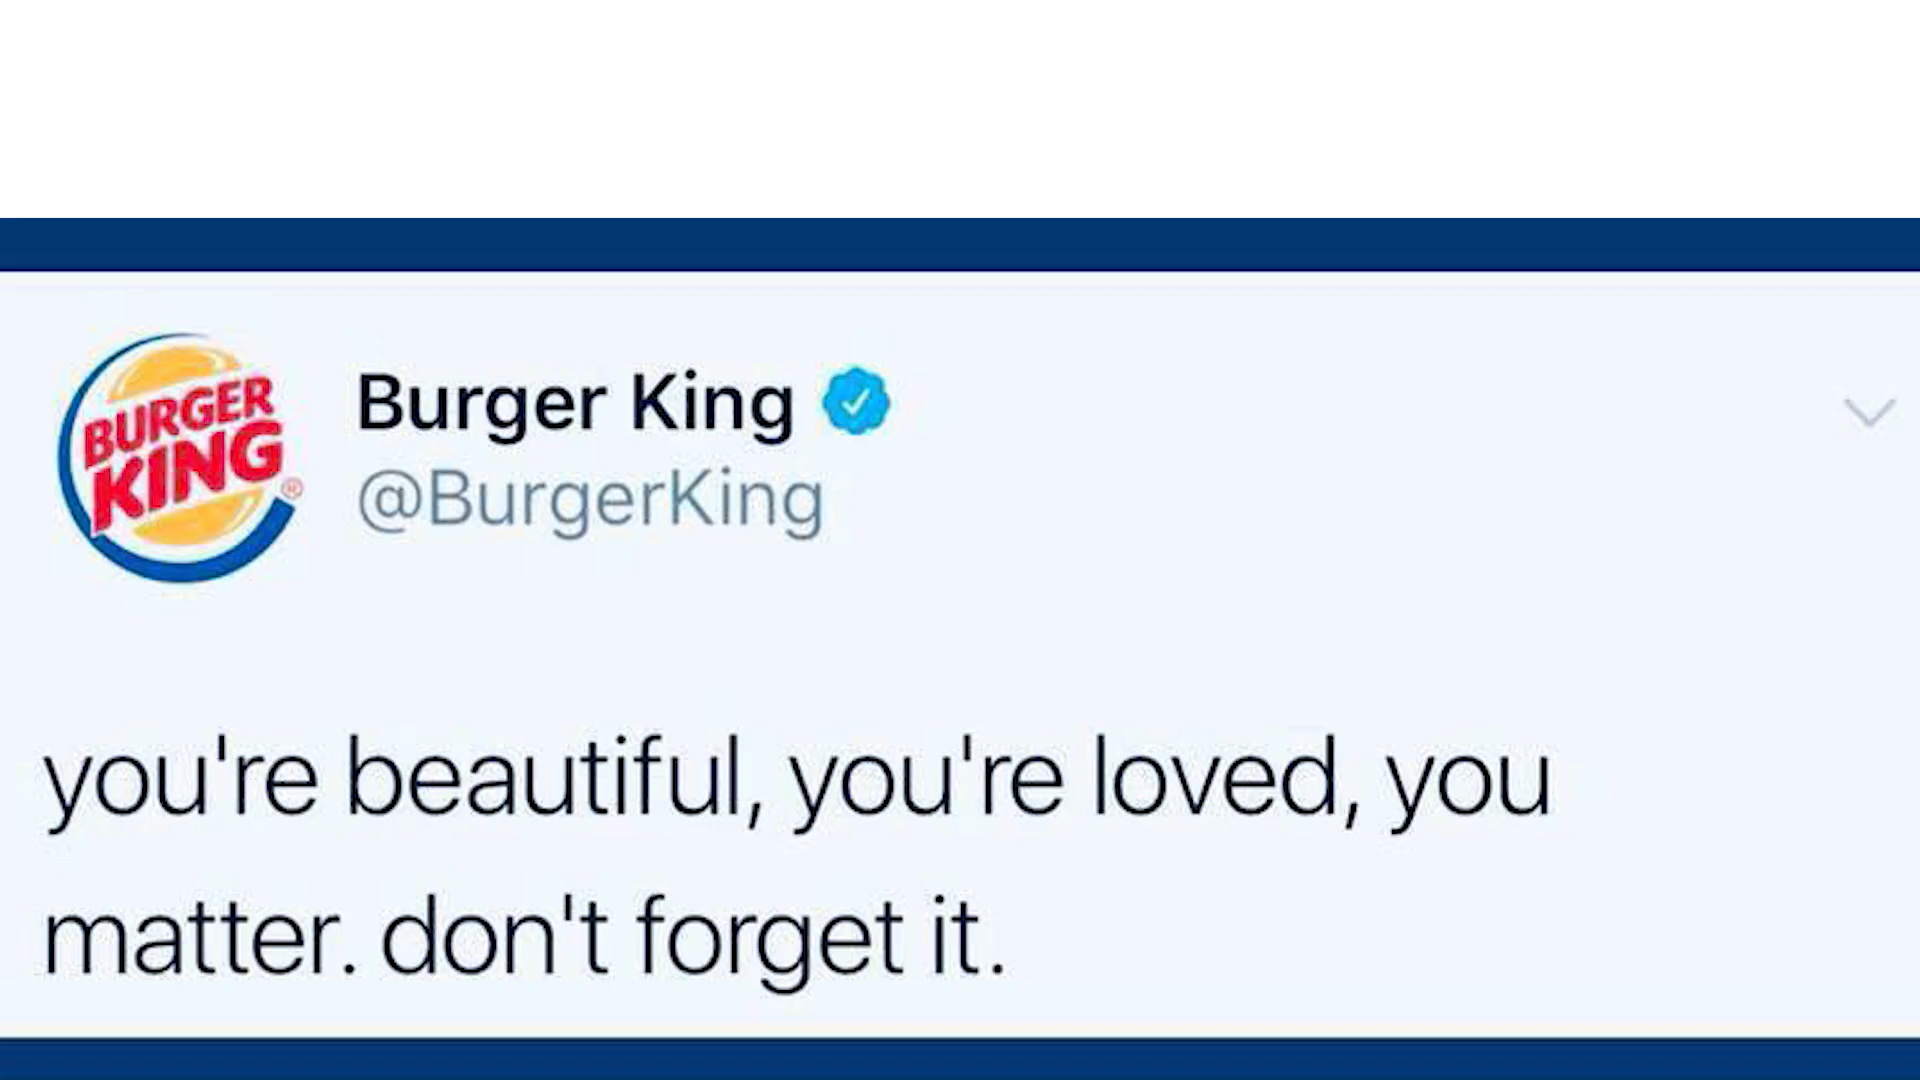 BURGER
KING
®
Burger King
@BurgerKing
you're beautiful, you're loved, you
matter. don't forget it.